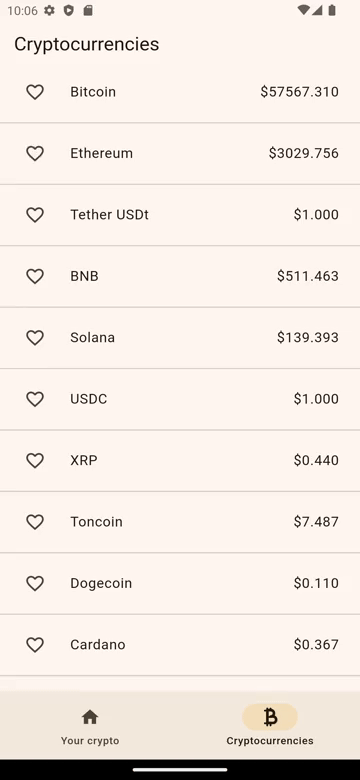 10:06
Cryptocurrencies
Bitcoin $57567.310
Ethereum $3029.756
Tether USDt $1.000
BNB $511.463
Solana $139.393
USDC $1.000
XRP $0.440
Toncoin $7.487
Dogecoin $0.110
Cardano $0.367
Your crypto Cryptocurrencies